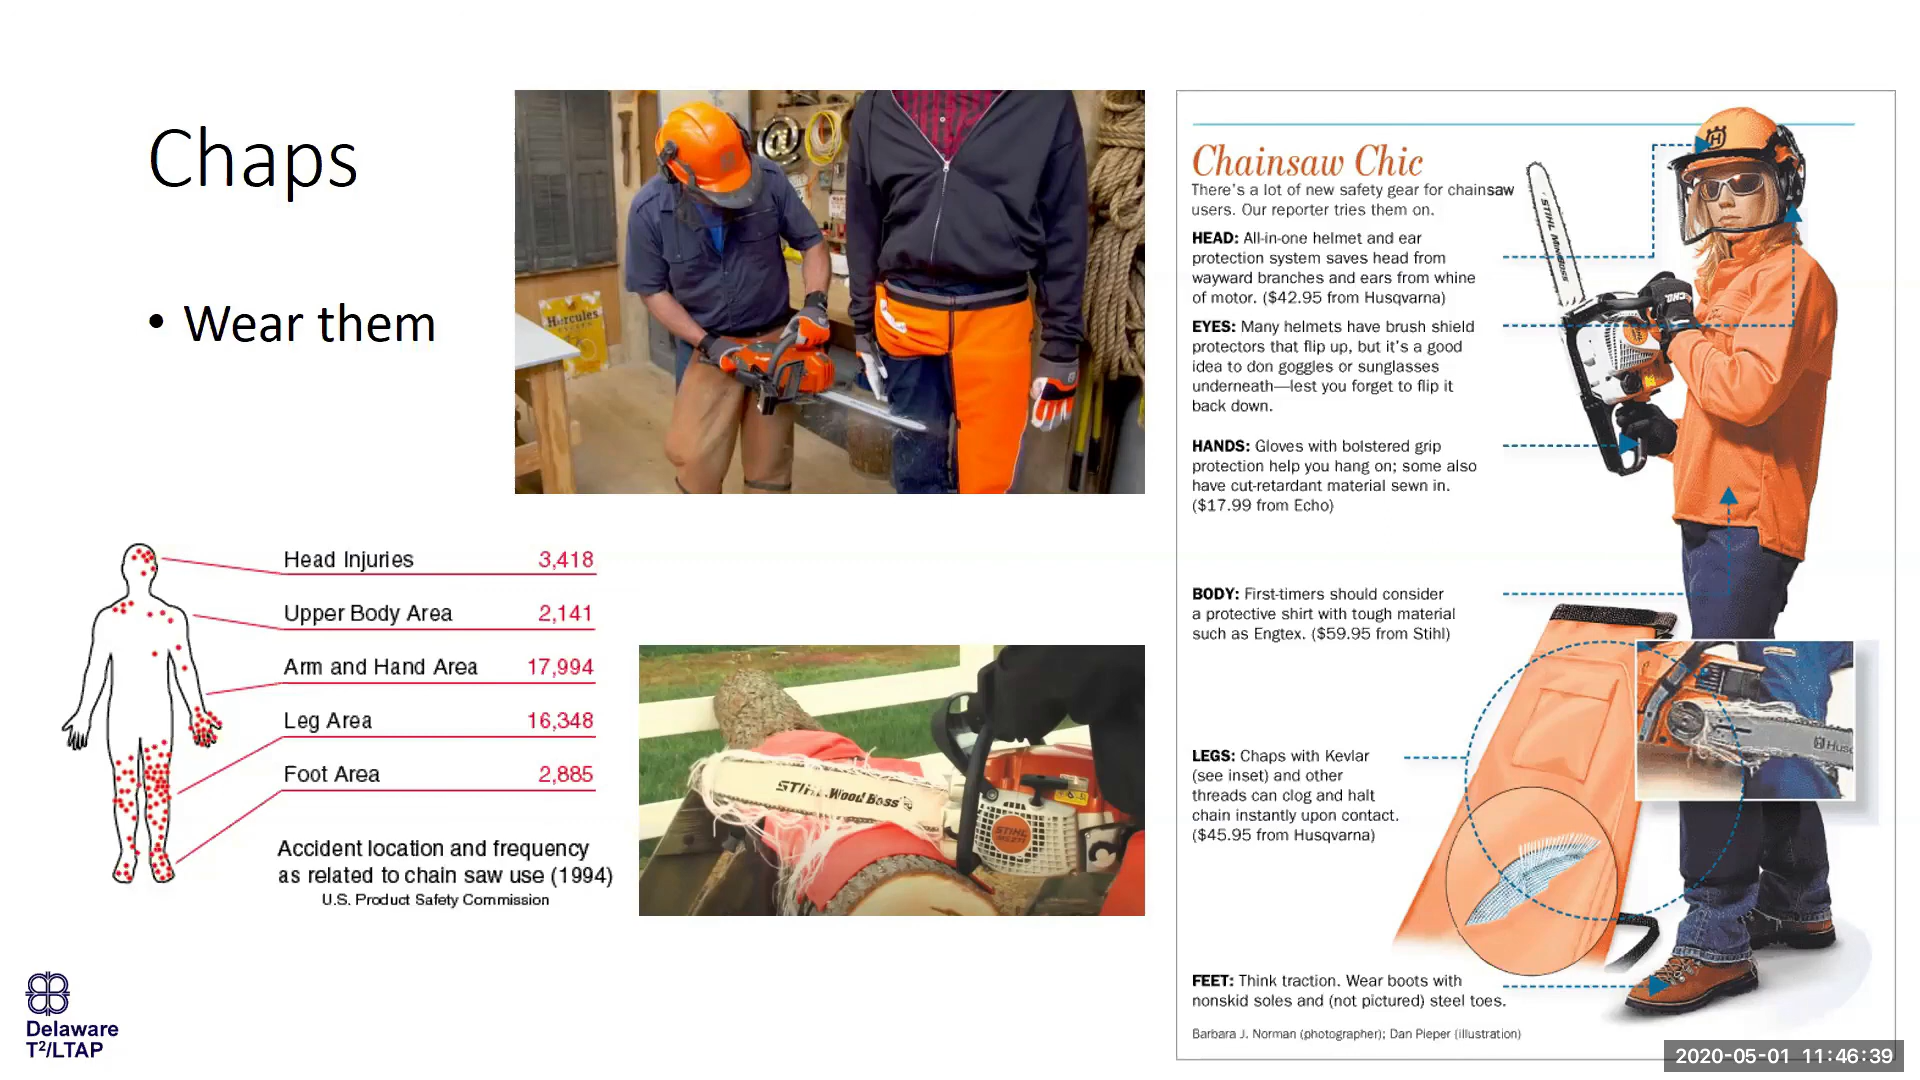 Chaps
• Wear them
Hercules
Head Injuries 3,418
Upper Body Area 2,141
Arm and Hand Area 17,994
Leg Area 16,348
Foot Area 2,885
Accident location and frequency
as related to chain saw use (1994)
U.S. Product Safety Commission
STIHL Wood Boss
STIHL
Delaware
T²/LTAP
Chainsaw Chic
There's a lot of new safety gear for chainsaw
users. Our reporter tries them on.
HEAD: All-in-one helmet and ear
protection system saves head from
wayward branches and ears from whine
of motor. ($42.95 from Husqvarna)
EYES: Many helmets have brush shield
protectors that flip up, but it's a good
idea to don goggles or sunglasses
underneath—lest you forget to flip it
back down.
HANDS: Gloves with bolstered grip
protection help you hang on; some also
have cut-retardant material sewn in.
($17.99 from Echo)
BODY: First-timers should consider
a protective shirt with tough material
such as Engtex. ($59.95 from Stihl)
LEGS: Chaps with Kevlar
(see inset) and other
threads can clog and halt
chain instantly upon contact.
($45.95 from Husqvarna)
FEET: Think traction. Wear boots with
nonskid soles and (not pictured) steel toes.
Barbara J. Norman (photographer); Dan Pieper (illustration)
STIHL MiniBoss
ECHO
Husq
2020-05-01 11:46:39